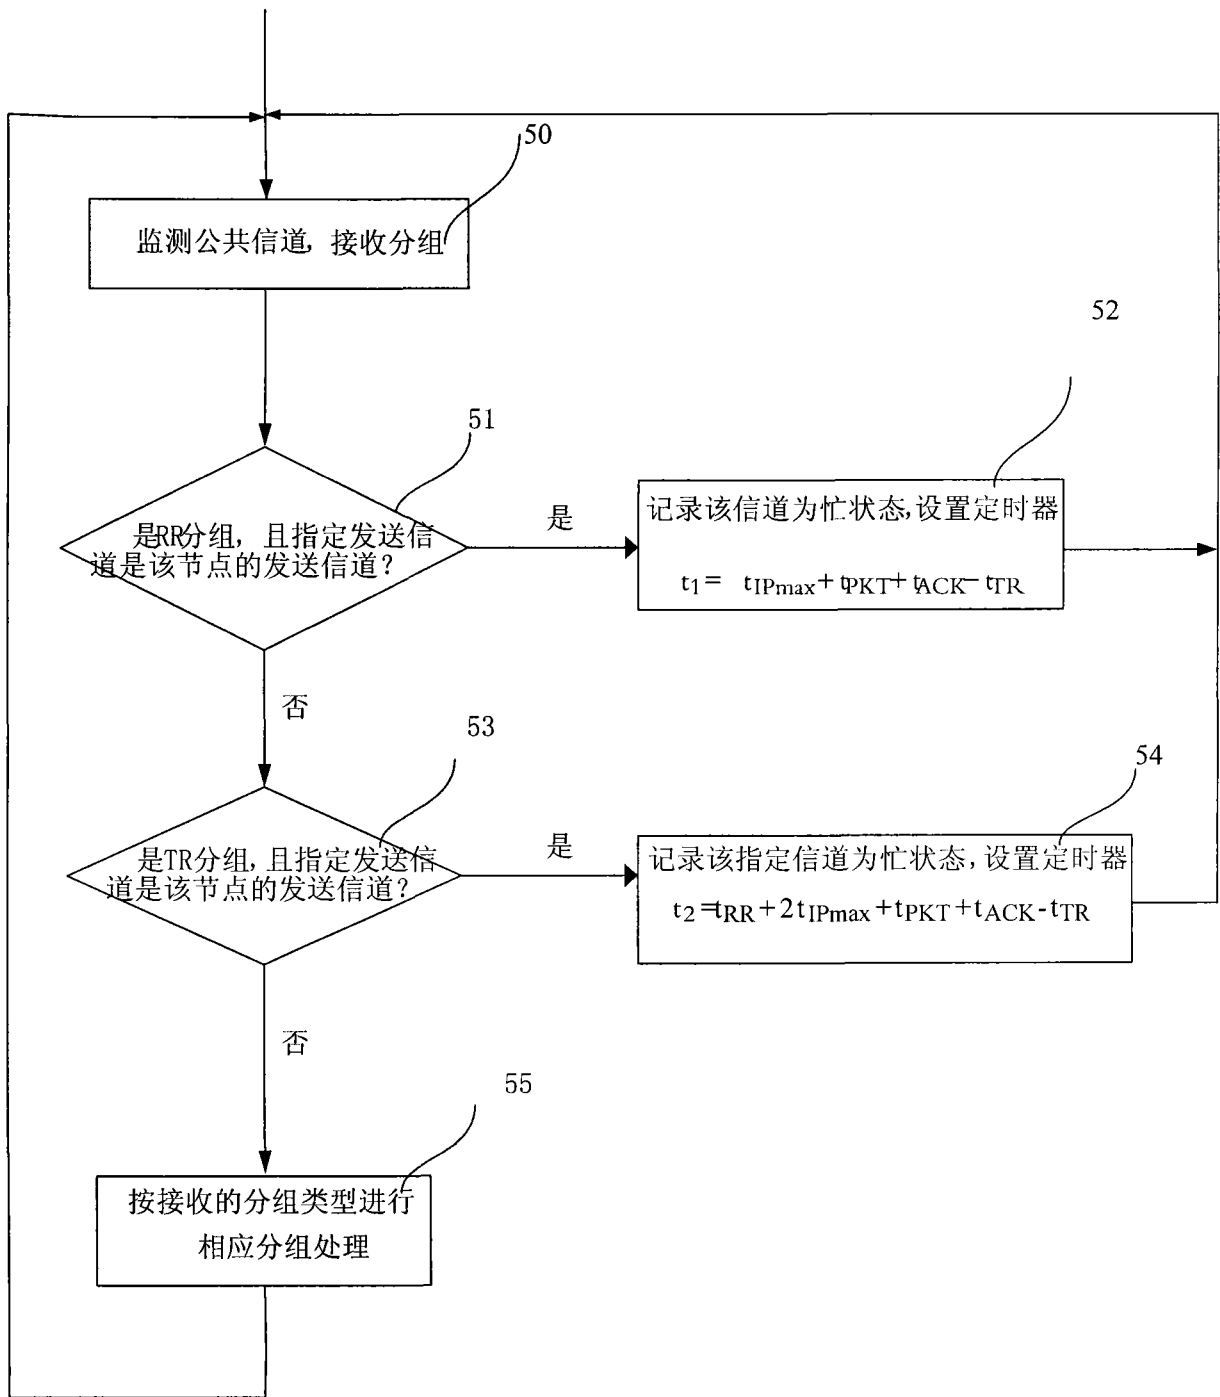 50
监测公共信道, 接收分组
52
51
是RR分组, 且指定发送信
道是该节点的发送信道?
是
记录该信道为忙状态, 设置定时器
t1= tIPmax+tPKT+tACK-tTR
否
53
54
是TR分组, 且指定发送信
道是该节点的发送信道?
是
记录该指定信道为忙状态, 设置定时器
t2=tRR+2tIPmax+tPKT+tACK-tTR
否
55
按接收的分组类型进行
相应分组处理